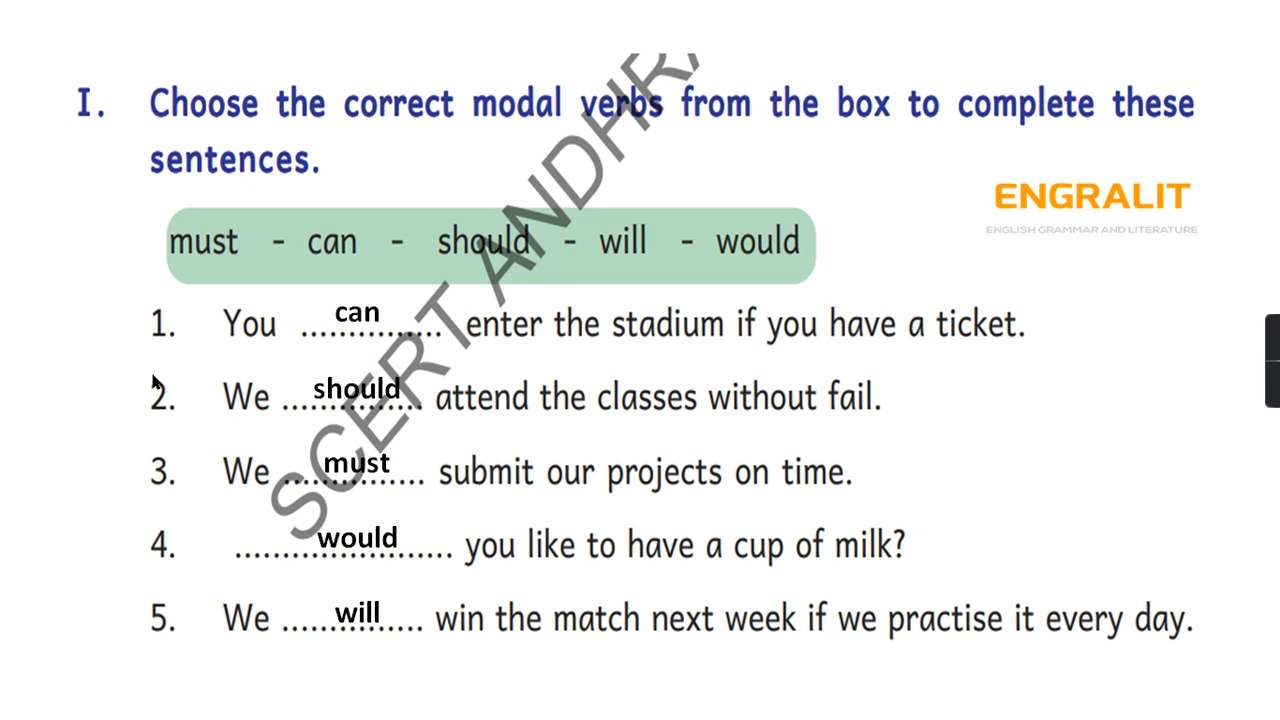 I. Choose the correct modal verbs from the box to complete these
sentences.
ENGRALIT
ENGLISH GRAMMAR AND LITERATURE
must - can - should - will - would
1. You ...can... enter the stadium if you have a ticket.
2. We ...should... attend the classes without fail.
3. We ...must... submit our projects on time.
4. ...would... you like to have a cup of milk?
5. We ...will... win the match next week if we practise it every day.
SCERT ANDHRA